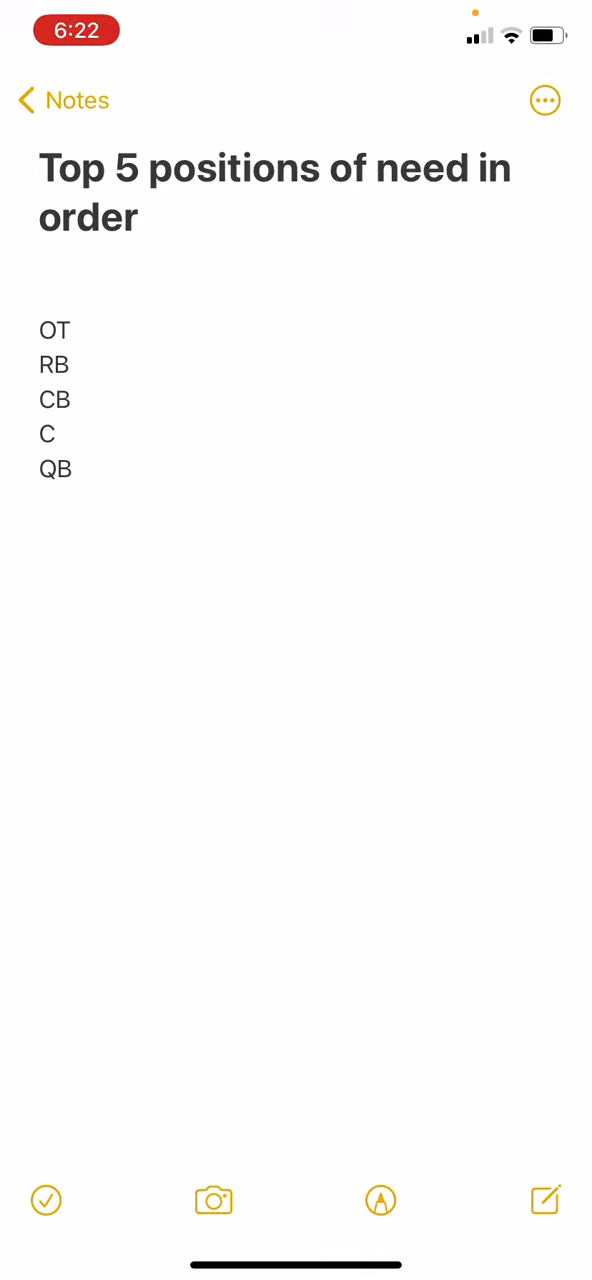 6:22
Notes
Top 5 positions of need in
order
OT
RB
CB
C
QB